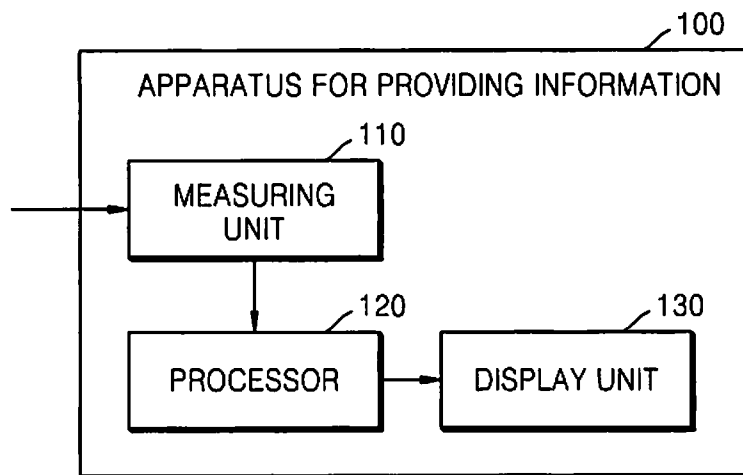 100
APPARATUS FOR PROVIDING INFORMATION
110
MEASURING
UNIT
120
130
PROCESSOR
DISPLAY UNIT